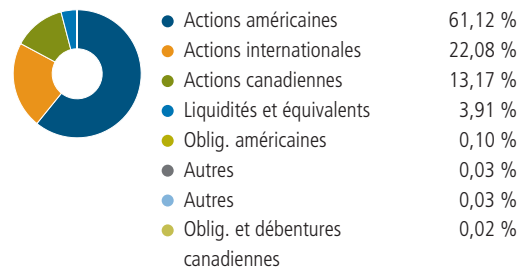 Actions américaines 61,12 %
Actions internationales 22,08 %
Actions canadiennes 13,17 %
Liquidités et équivalents 3,91 %
Oblig. américaines 0,10 %
Autres 0,03 %
Autres 0,03 %
Oblig. et débentures 0,02 %
canadiennes